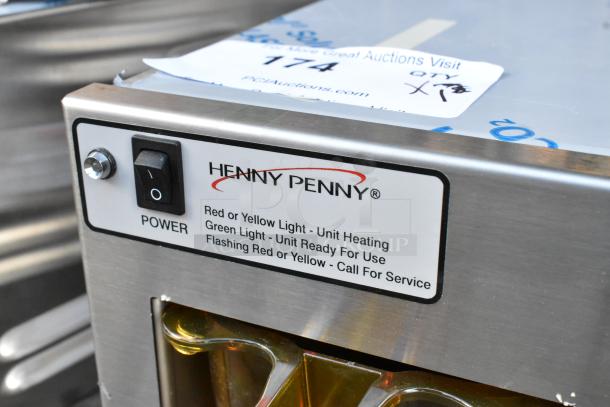 More Great Auctions Visit
174
QTY
X
PCIAuctions.com
HENNY PENNY®
POWER
Red or Yellow Light - Unit Heating
Green Light - Unit Ready For Use
Flashing Red or Yellow - Call For Service